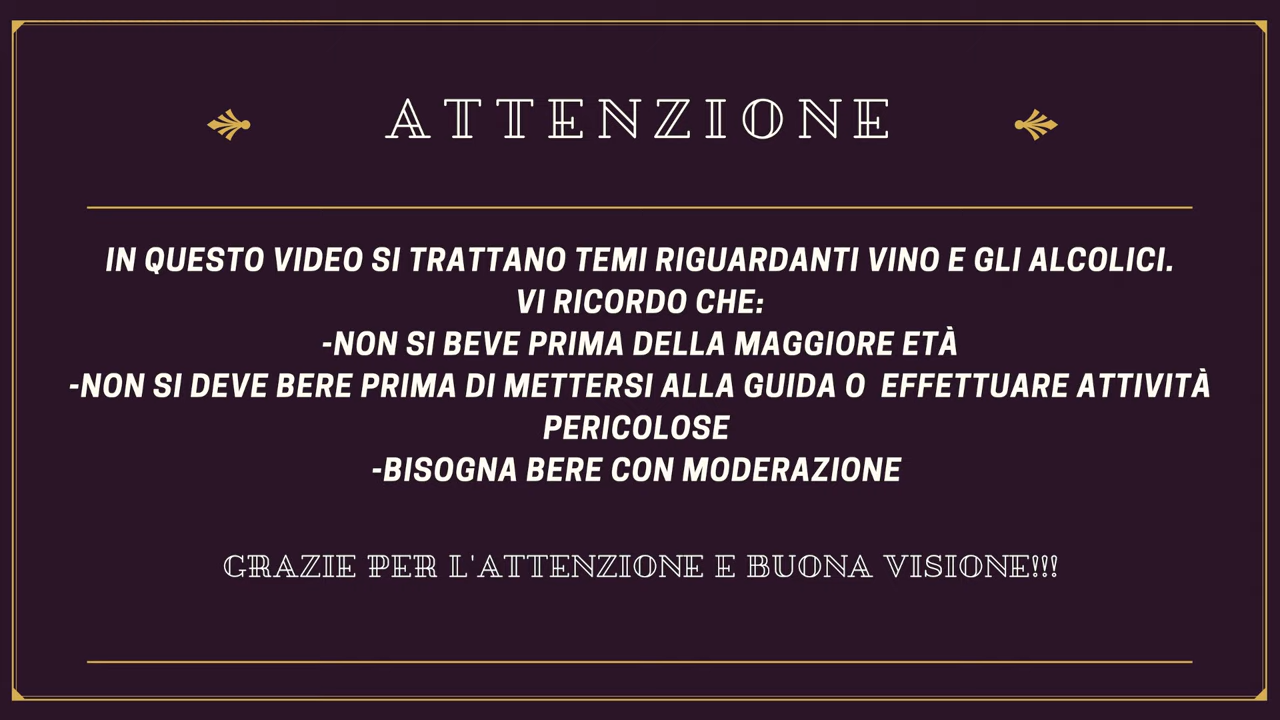 ATTENZIONE
IN QUESTO VIDEO SI TRATTANO TEMI RIGUARDANTI VINO E GLI ALCOLICI.
VI RICORDO CHE:
-NON SI BEVE PRIMA DELLA MAGGIORE ETÀ
-NON SI DEVE BERE PRIMA DI METTERSI ALLA GUIDA O EFFETTUARE ATTIVITÀ
PERICOLOSE
-BISOGNA BERE CON MODERAZIONE
GRAZIE PER L'ATTENZIONE E BUONA VISIONE!!!